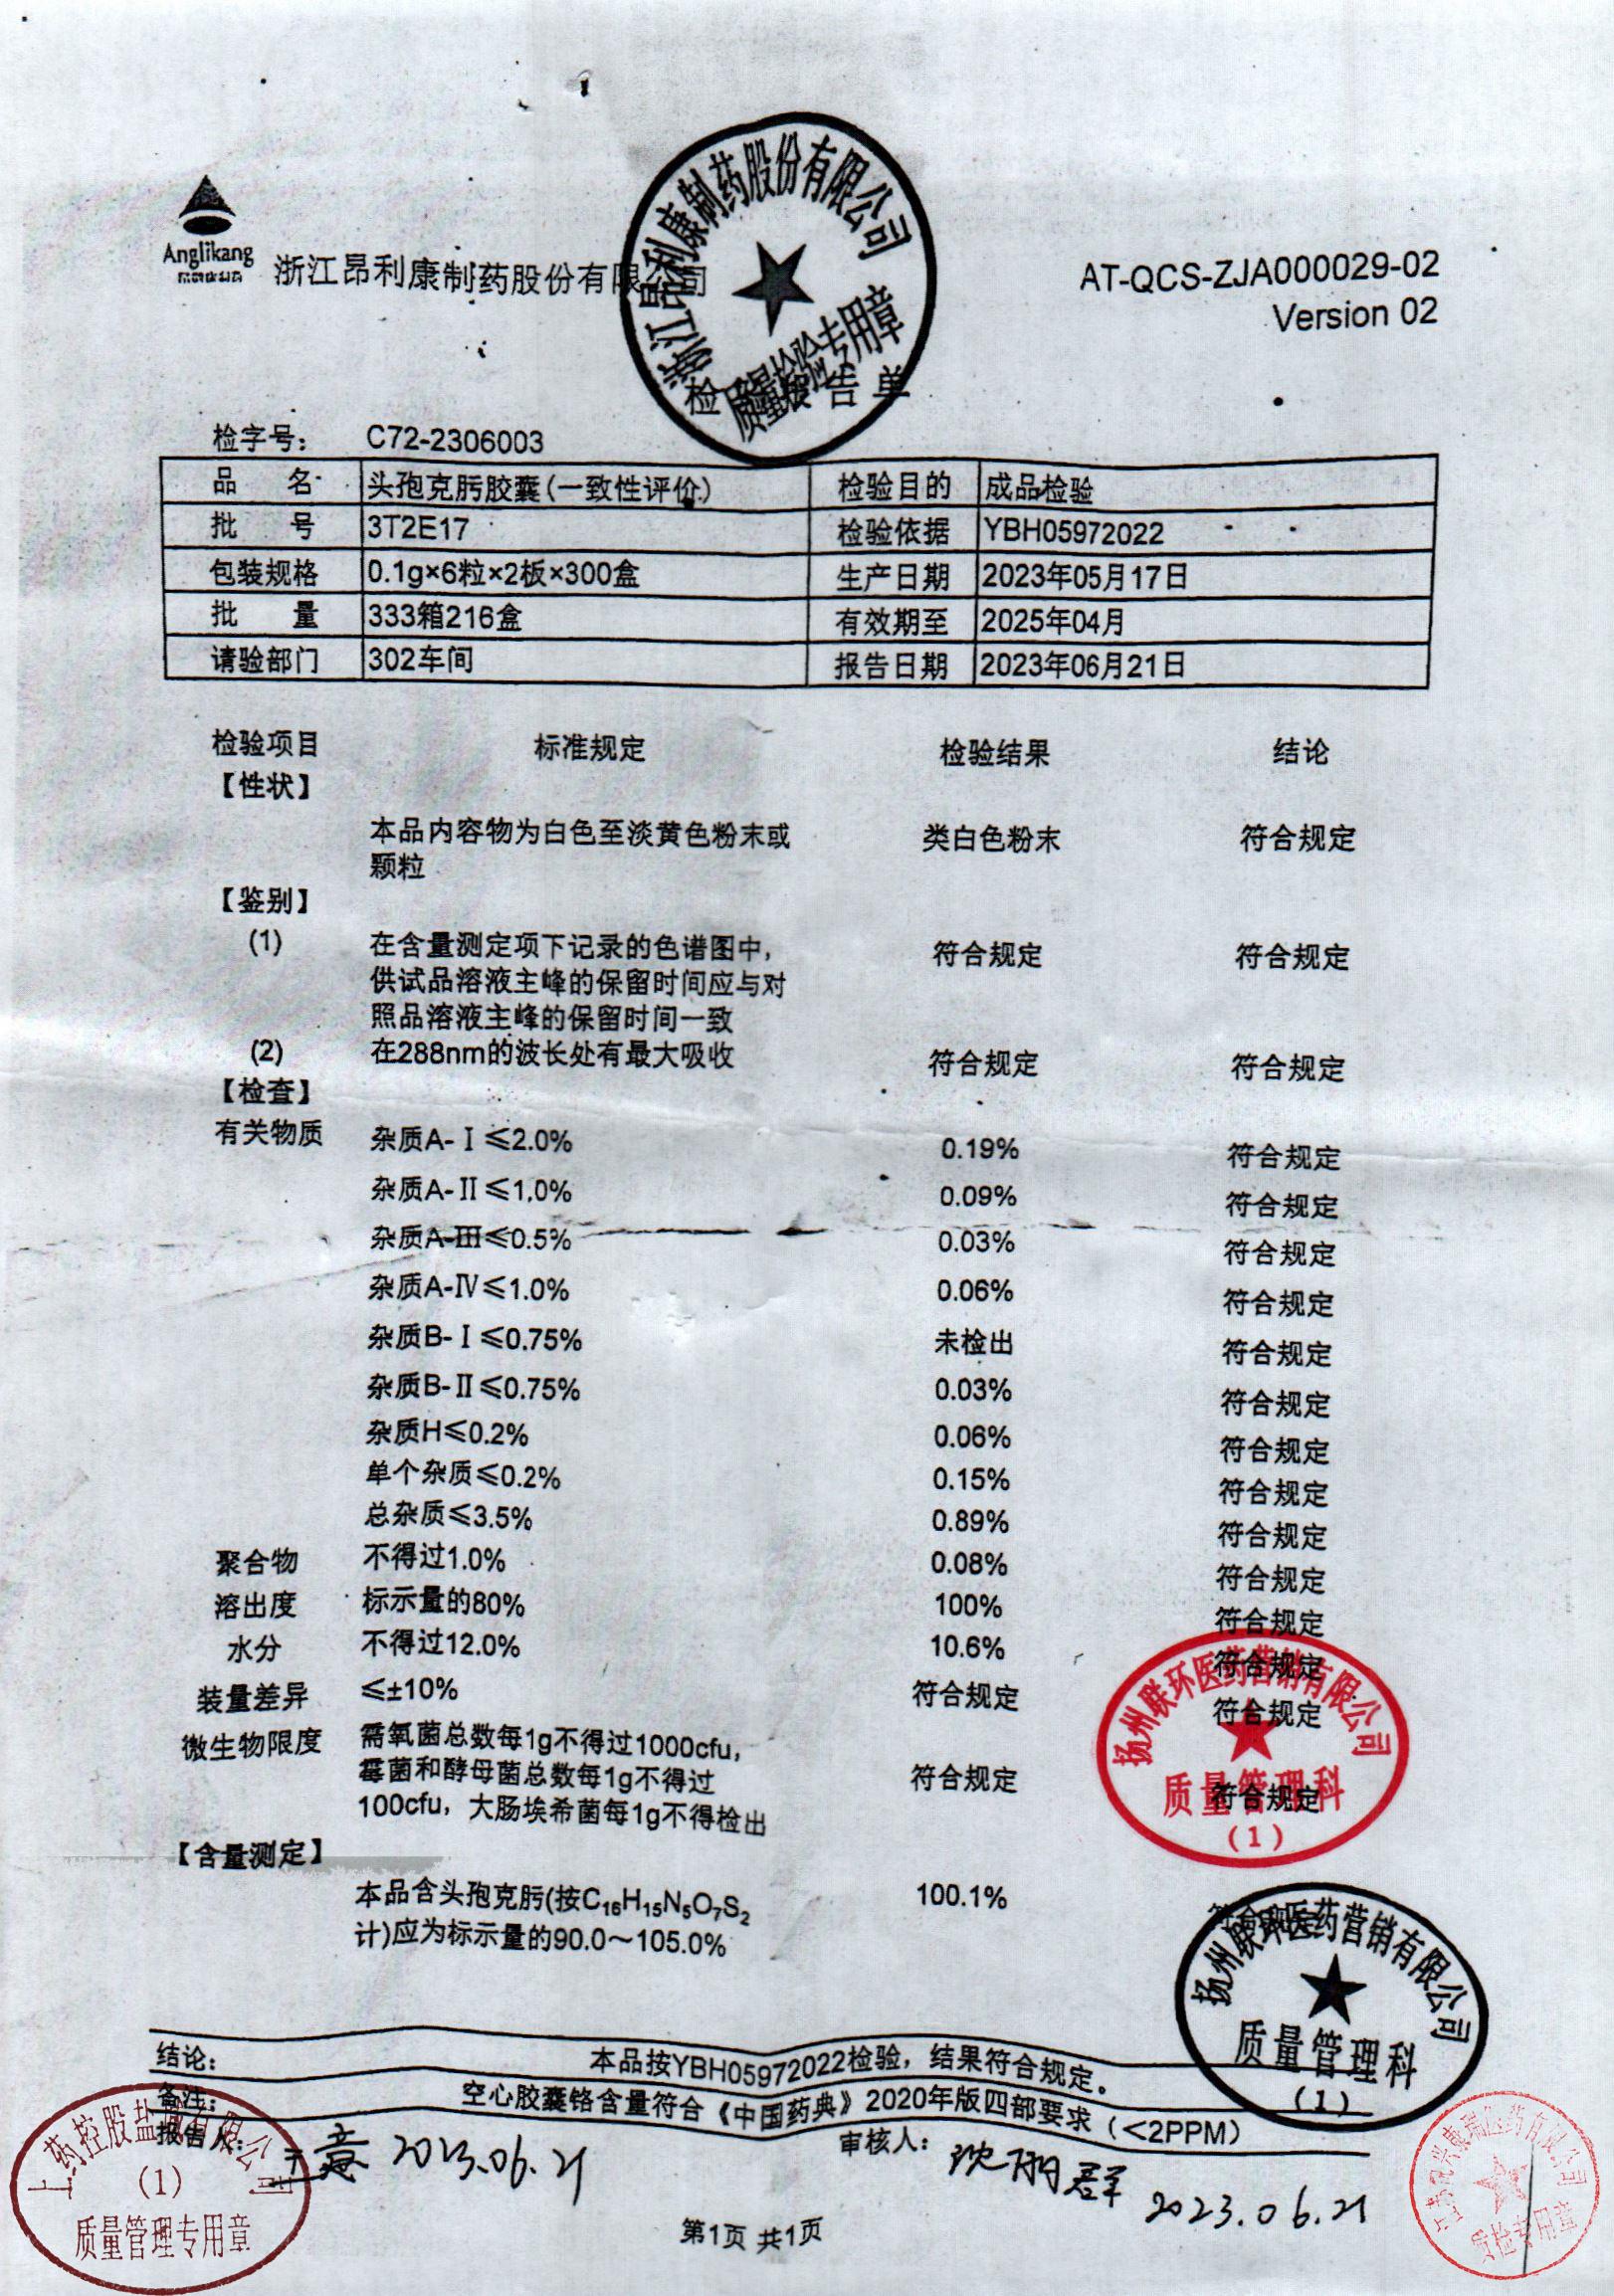 Anglikang
浙江昂利康制药股份有限公司
AT-QCS-ZJA000029-02
Version 02
浙江昂利康制药股份有限公司
质量检验专用章
检验报告单
检字号： C72-2306003
品名 头孢克肟胶囊(一致性评价) 检验目的 成品检验
批号 3T2E17 检验依据 YBH05972022
包装规格 0.1g×6粒×2板×300盒 生产日期 2023年05月17日
批量 333箱216盒 有效期至 2025年04月
请验部门 302车间 报告日期 2023年06月21日
检验项目 标准规定 检验结果 结论
【性状】
本品内容物为白色至淡黄色粉末或 类白色粉末 符合规定
颗粒
【鉴别】
(1) 在含量测定项下记录的色谱图中， 符合规定 符合规定
供试品溶液主峰的保留时间应与对
照品溶液主峰的保留时间一致
(2) 在288nm的波长处有最大吸收 符合规定 符合规定
【检查】
有关物质 杂质A-Ⅰ≤2.0% 0.19% 符合规定
杂质A-Ⅱ≤1.0% 0.09% 符合规定
杂质A-Ⅲ≤0.5% 0.03% 符合规定
杂质A-Ⅳ≤1.0% 0.06% 符合规定
杂质B-Ⅰ≤0.75% 未检出 符合规定
杂质B-Ⅱ≤0.75% 0.03% 符合规定
杂质H≤0.2% 0.06% 符合规定
单个杂质≤0.2% 0.15% 符合规定
总杂质≤3.5% 0.89% 符合规定
聚合物 不得过1.0% 0.08% 符合规定
溶出度 标示量的80% 100% 符合规定
水分 不得过12.0% 10.6% 符合规定
装量差异 ≤±10% 符合规定 符合规定
微生物限度 需氧菌总数每1g不得过1000cfu，
霉菌和酵母菌总数每1g不得过 符合规定 符合规定
100cfu，大肠埃希菌每1g不得检出
扬州联环医药营销有限公司
质量管理科
(1)
【含量测定】
本品含头孢克肟(按C₁₆H₁₅N₅O₇S₂ 100.1% 符合规定
计)应为标示量的90.0～105.0%
扬州联环医药营销有限公司
质量管理科
(1)
结论： 本品按YBH05972022检验，结果符合规定。
备注： 空心胶囊铬含量符合《中国药典》2020年版四部要求（<2PPM）
报告人： 2023.06.21 审核人： 沈丽群 2023.06.21
上药控股盐城有限公司
(1)
质量管理专用章
质检专用章
第1页 共1页